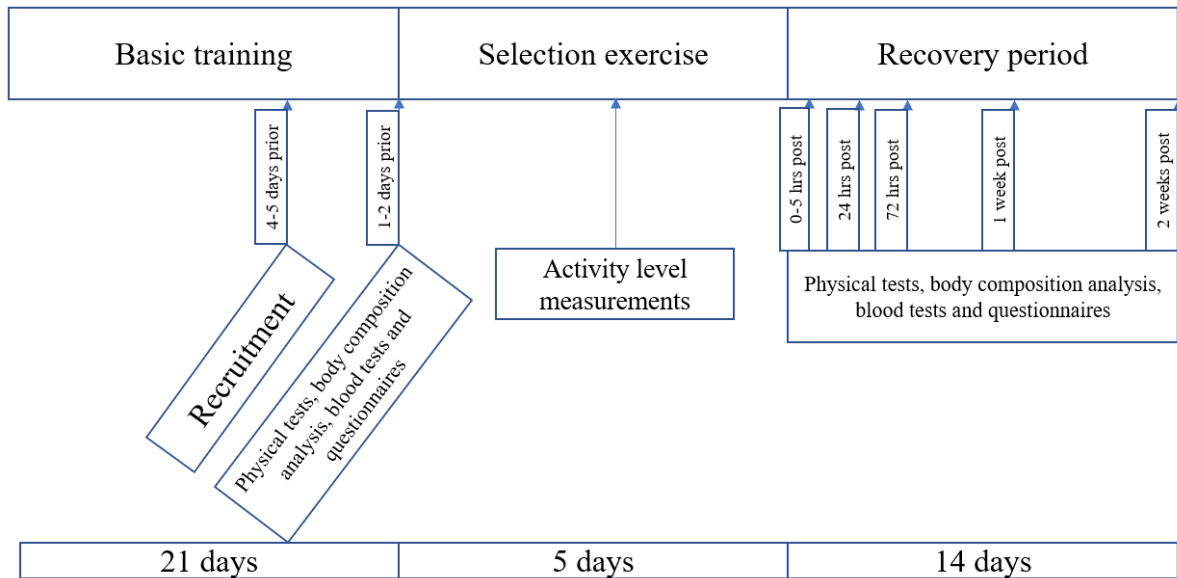 Basic training
Selection exercise
Recovery period
4-5 days prior
1-2 days prior
0-5 hrs post
24 hrs post
72 hrs post
1 week post
2 weeks post
Recruitment
Physical tests, body composition
analysis, blood tests and
questionnaires
Activity level
measurements
Physical tests, body composition analysis,
blood tests and questionnaires
21 days
5 days
14 days